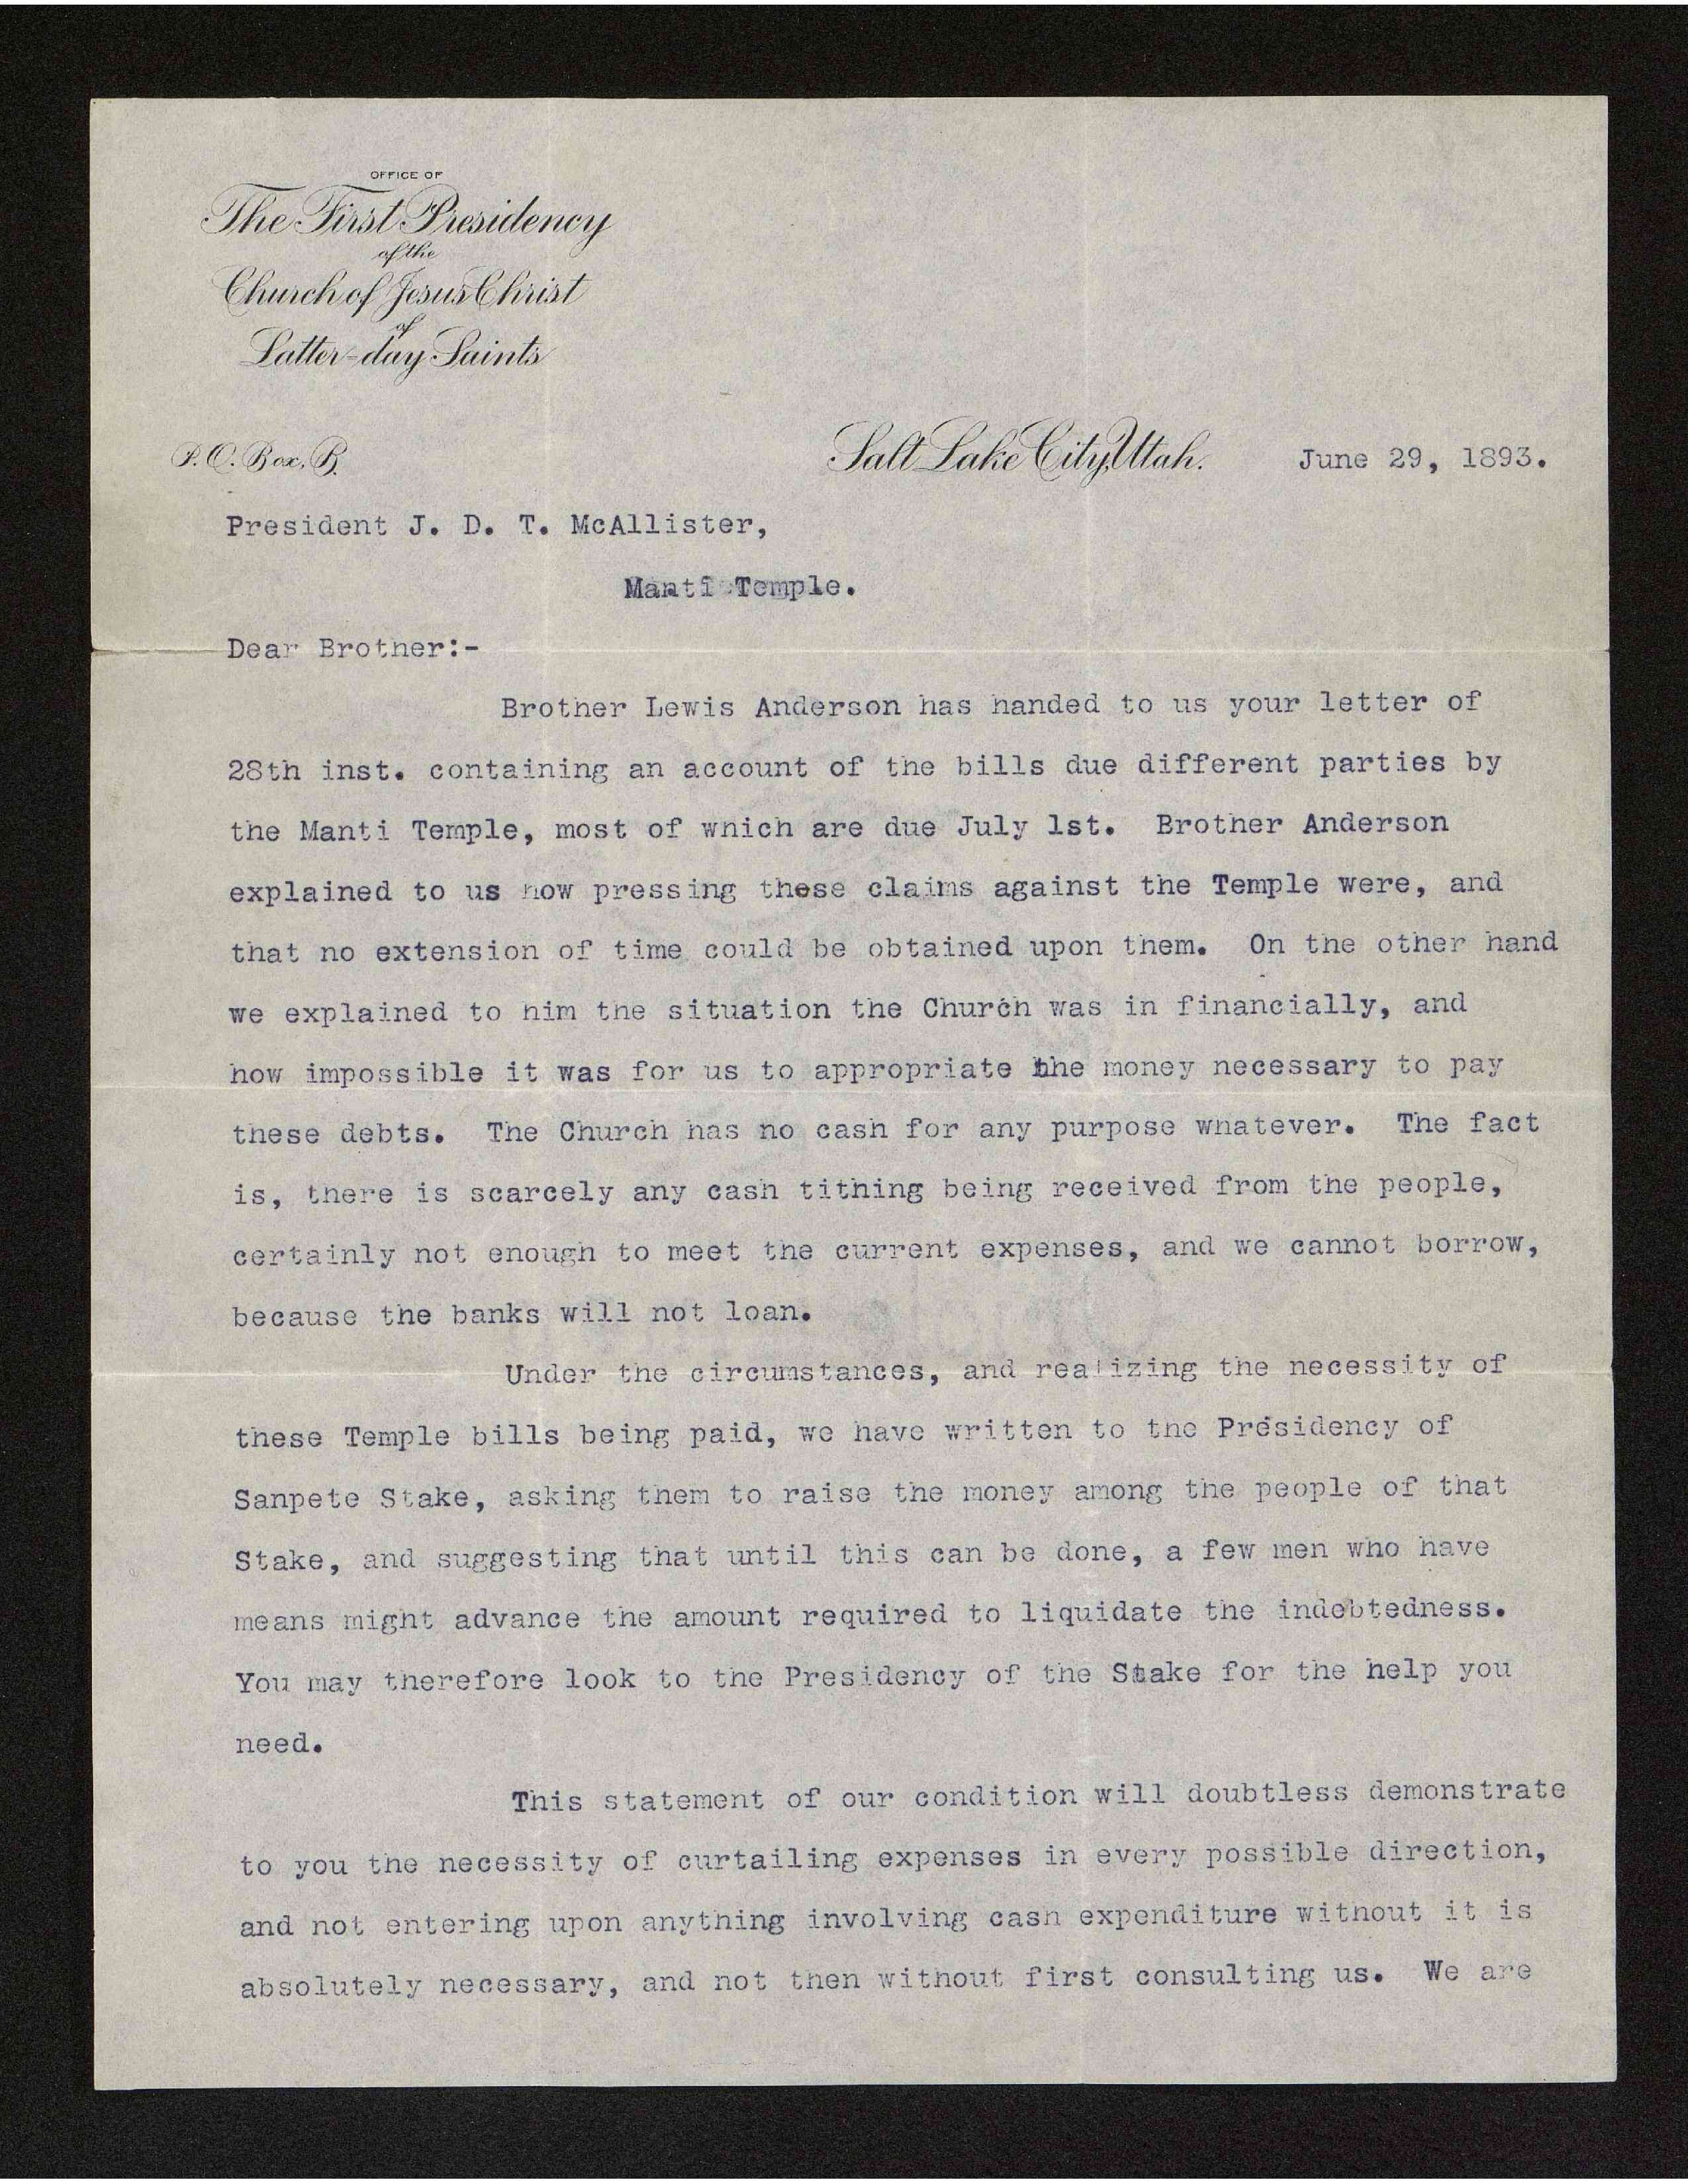 OFFICE OF
The First Presidency
of the
Church of Jesus Christ
of
Latter-day Saints
P. O. Box, B.
Salt Lake City, Utah. June 29, 1893.
President J. D. T. McAllister,
Manti Temple.
Dear Brother:-
Brother Lewis Anderson has handed to us your letter of
28th inst. containing an account of the bills due different parties by
the Manti Temple, most of which are due July 1st. Brother Anderson
explained to us how pressing these claims against the Temple were, and
that no extension of time could be obtained upon them. On the other hand
we explained to him the situation the Church was in financially, and
how impossible it was for us to appropriate the money necessary to pay
these debts. The Church has no cash for any purpose whatever. The fact
is, there is scarcely any cash tithing being received from the people,
certainly not enough to meet the current expenses, and we cannot borrow,
because the banks will not loan.
Under the circumstances, and realizing the necessity of
these Temple bills being paid, we have written to the Presidency of
Sanpete Stake, asking them to raise the money among the people of that
Stake, and suggesting that until this can be done, a few men who have
means might advance the amount required to liquidate the indebtedness.
You may therefore look to the Presidency of the Stake for the help you
need.
This statement of our condition will doubtless demonstrate
to you the necessity of curtailing expenses in every possible direction,
and not entering upon anything involving cash expenditure without it is
absolutely necessary, and not then without first consulting us. We are